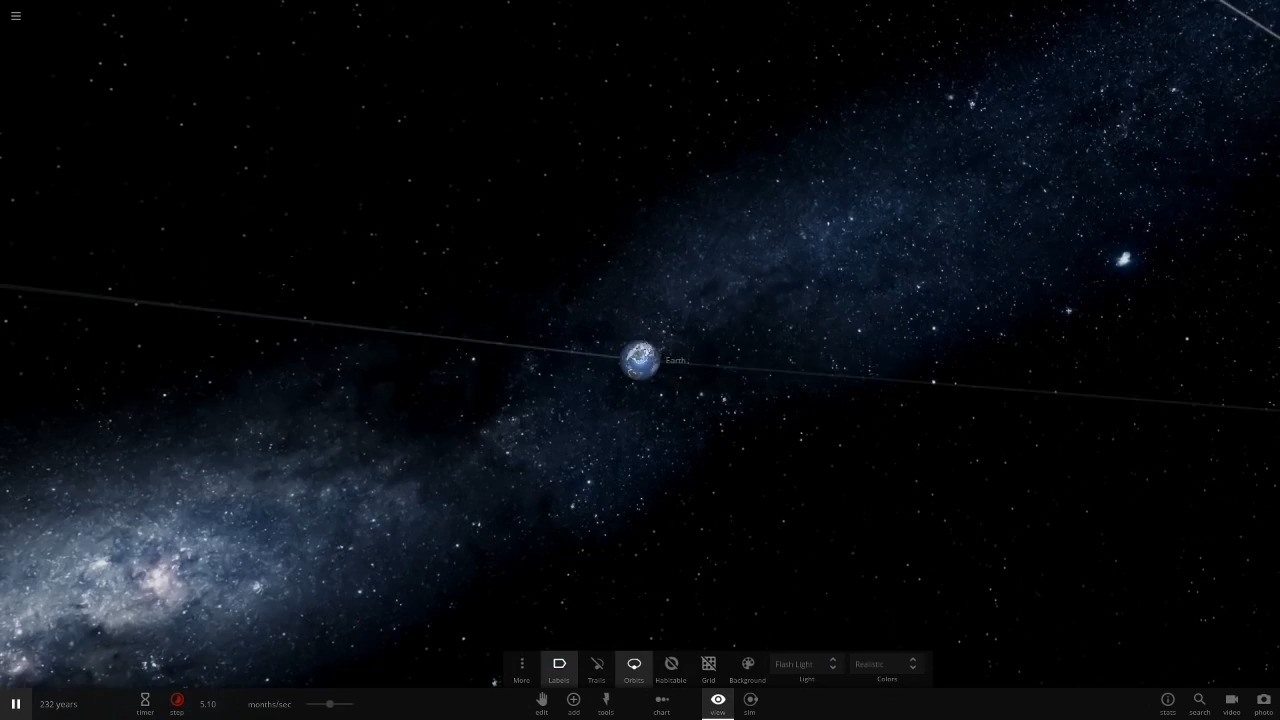 Earth
More
Labels
Trails
Orbits
Habitable
Grid
Background
Flash Light
Light
Realistic
Colors
232 years
timer
step
5.10
months/sec
edit
add
tools
chart
view
sim
stats
search
video
photo